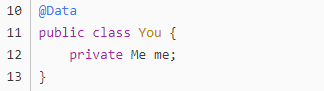 10 @Data
11 public class You {
12     private Me me;
13 }